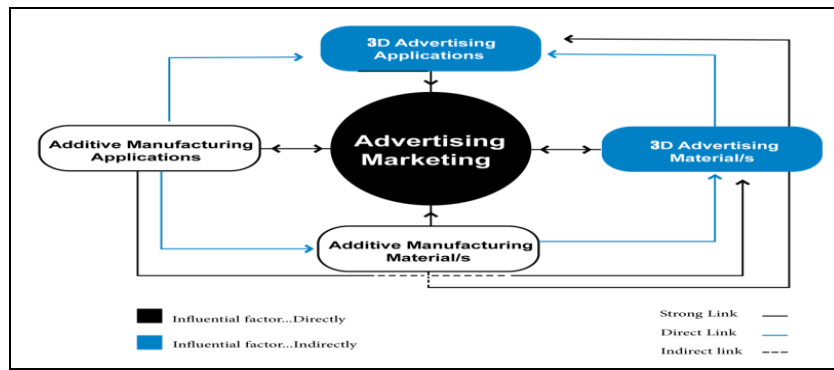 3D Advertising
Applications
Additive Manufacturing
Applications
Advertising
Marketing
3D Advertising
Material/s
Additive Manufacturing
Material/s
Influential factor...Directly
Influential factor...Indirectly
Strong Link
Direct Link
Indirect link